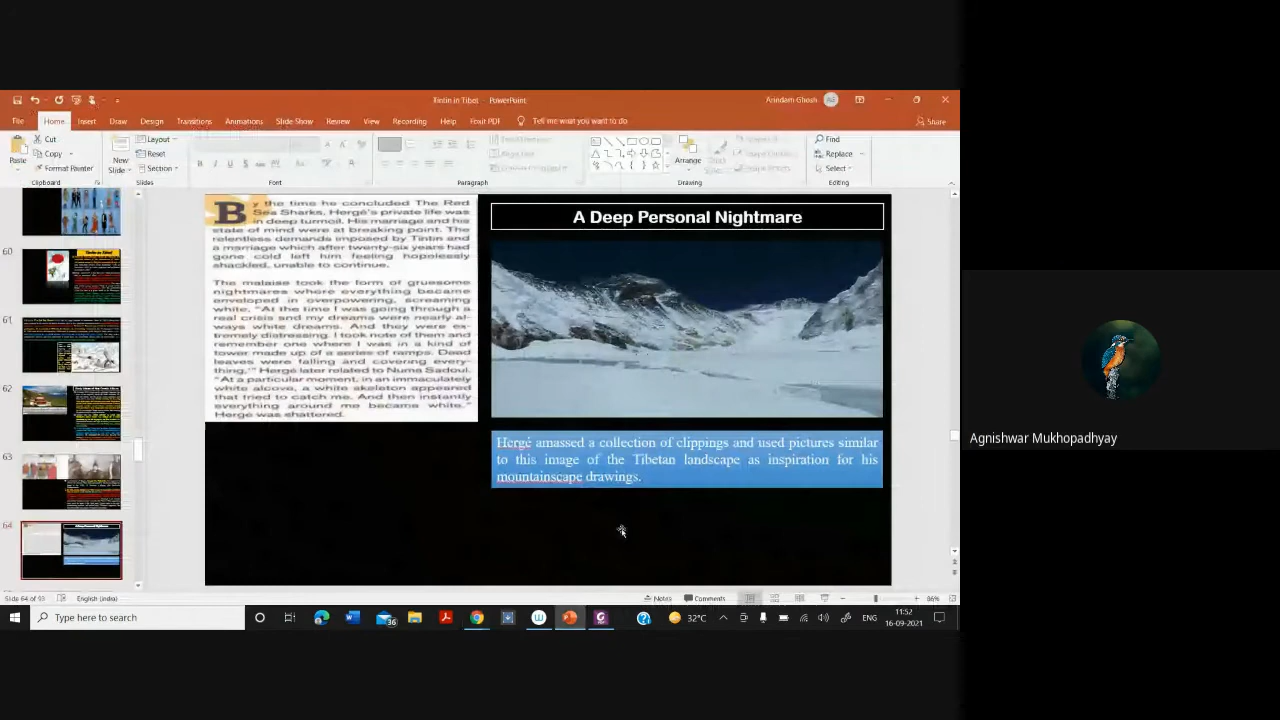 Tintin in Tibet - PowerPoint
Arindam Ghosh
File Home Insert Draw Design Transitions Animations Slide Show Review View Recording Help Foxit PDF Tell me what you want to do Share
Paste
Cut
Copy
Format Painter
Clipboard
New
Slide
Layout
Reset
Section
Slides
Font
Paragraph
Arrange
Drawing
Find
Replace
Select
Editing
60
61
62
63
64
By the time he concluded The Red
Sea Sharks, Hergé's private life was
in deep turmoil. His marriage and his
state of mind were at breaking point. The
relentless demands imposed by Tintin and
a marriage which after twenty-six years had
gone cold left him feeling hopelessly
shackled, unable to continue.
The malaise took the form of gruesome
nightmares where everything became
enveloped in overpowering, screaming
white. "At the time I was going through a
real crisis and my dreams were nearly al-
ways white dreams. And they were ex-
tremely distressing. I took note of them and
remember one where I was in a kind of
tower made up of a series of ramps. Dead
leaves were falling and covering every-
thing.'" Hergé later related to Numa Sadoul.
"At a particular moment, in an immaculately
white alcove, a white skeleton appeared
that tried to catch me. And then instantly
everything around me became white."
Hergé was shattered.
A Deep Personal Nightmare
Hergé amassed a collection of clippings and used pictures similar
to this image of the Tibetan landscape as inspiration for his
mountainscape drawings.
Agnishwar Mukhopadhyay
Slide 64 of 93 English (India) Notes Comments 86%
Type here to search
36
32°C
ENG
11:52
16-09-2021